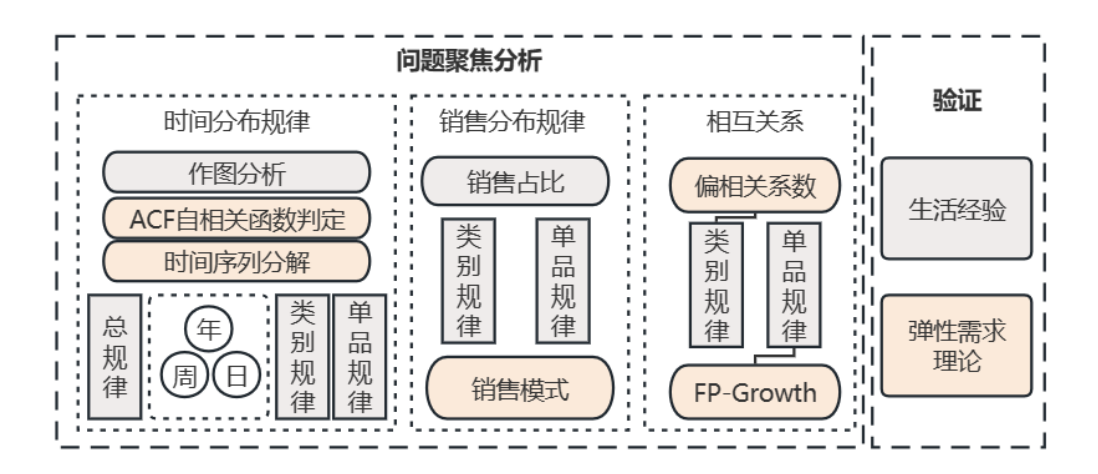 问题聚焦分析
时间分布规律
作图分析
ACF自相关函数判定
时间序列分解
总规律
年
周
日
类别规律
单品规律
销售分布规律
销售占比
类别规律
单品规律
销售模式
相互关系
偏相关系数
类别规律
单品规律
FP-Growth
验证
生活经验
弹性需求
理论